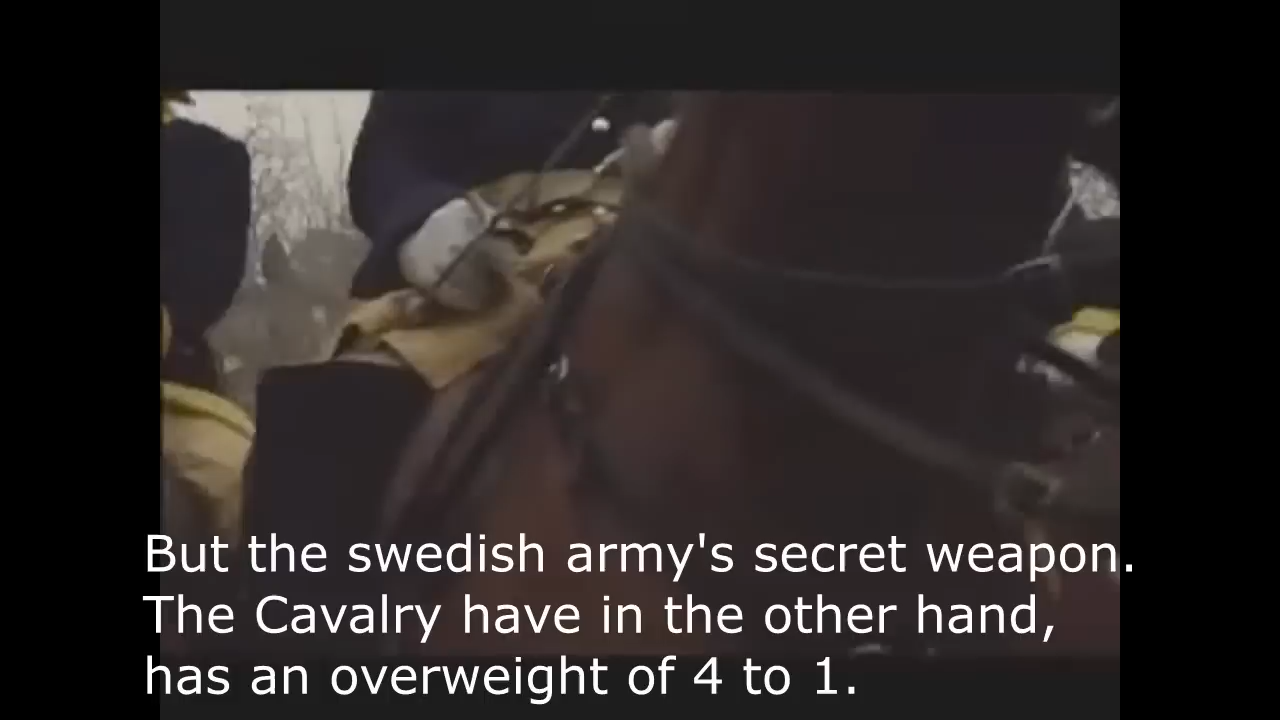 But the swedish army's secret weapon.
The Cavalry have in the other hand,
has an overweight of 4 to 1.